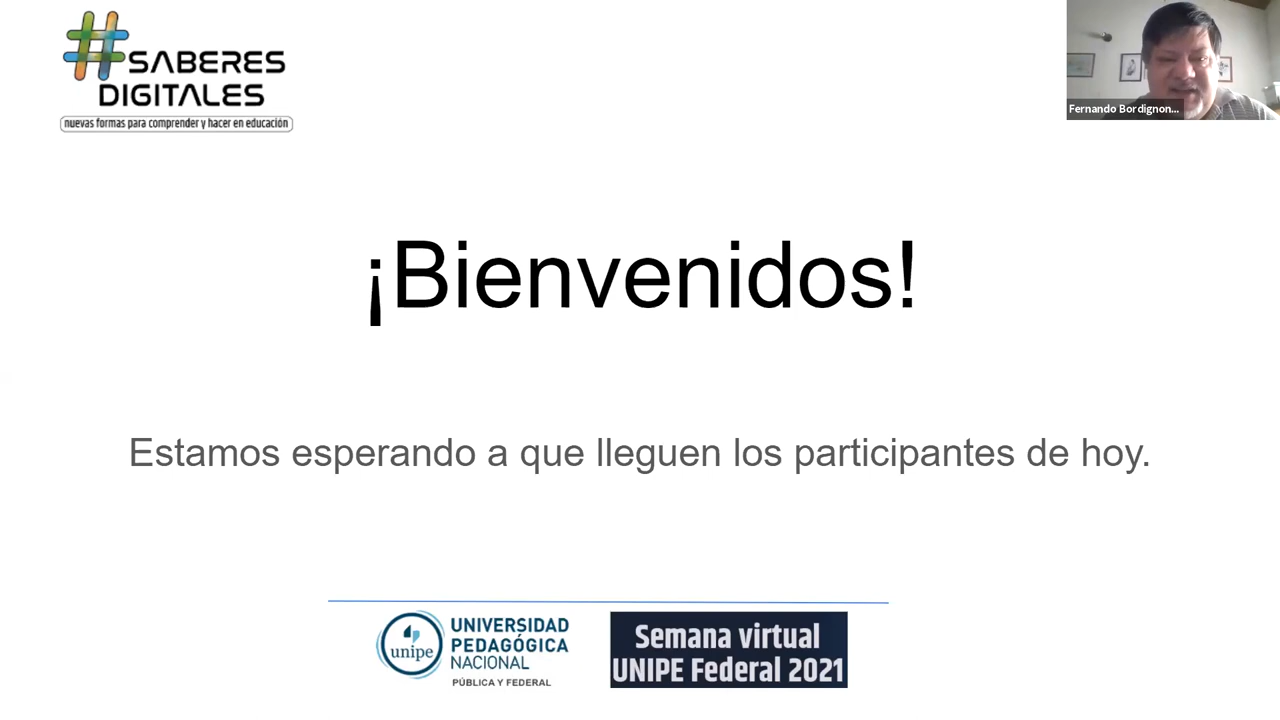 #SABERES
DIGITALES
nuevas formas para comprender y hacer en educación
Fernando Bordignon...
¡Bienvenidos!
Estamos esperando a que lleguen los participantes de hoy.
unipe
UNIVERSIDAD
PEDAGÓGICA
NACIONAL
PÚBLICA Y FEDERAL
Semana virtual
UNIPE Federal 2021